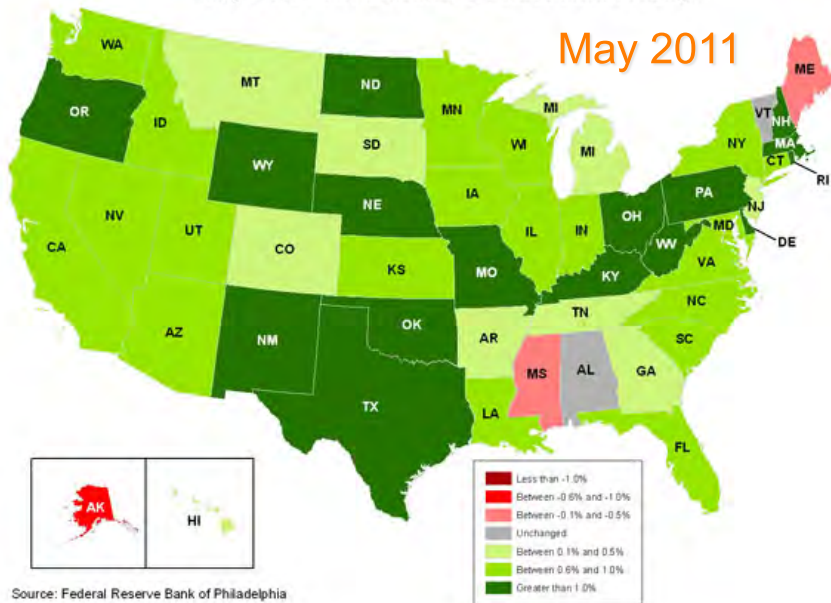 May 2011
WA
MT
ND
ME
OR
ID
MN
MI
VT
NH
SD
WI
NY
MA
WY
MI
CT
RI
IA
NE
PA
NJ
NV
UT
OH
IL
IN
MD
DE
CA
CO
WV
KS
MO
VA
KY
NC
TN
AZ
OK
NM
AR
SC
MS
AL
GA
TX
LA
FL
AK
HI
Less than -1.0%
Between -0.6% and -1.0%
Between -0.1% and -0.5%
Unchanged
Between 0.1% and 0.5%
Between 0.6% and 1.0%
Greater than 1.0%
Source: Federal Reserve Bank of Philadelphia